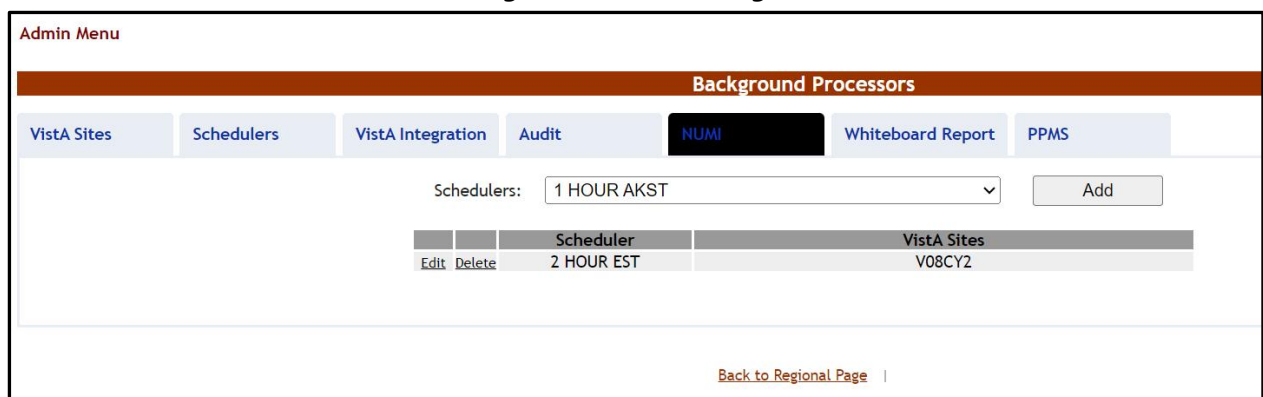 Admin Menu
Background Processors
VistA Sites Schedulers VistA Integration Audit NUMI Whiteboard Report PPMS
Schedulers: 1 HOUR AKST Add
Scheduler VistA Sites
Edit Delete 2 HOUR EST V08CY2
Back to Regional Page |